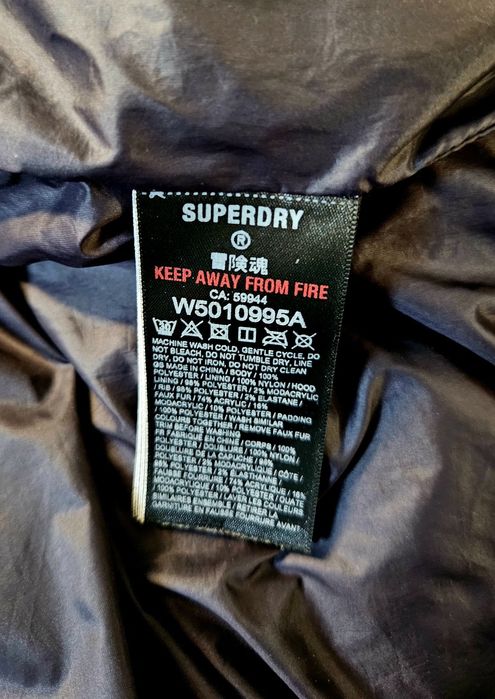 SUPERDRY
®
冒険魂
KEEP AWAY FROM FIRE
CA: 59944
W5010995A
30
MACHINE WASH COLD, GENTLE CYCLE, DO
NOT BLEACH, DO NOT TUMBLE DRY, LINE
DRY, DO NOT IRON, DO NOT DRY CLEAN
GB MADE IN CHINA / BODY / 100%
POLYESTER / LINING / 100% NYLON / HOOD
LINING / 98% POLYESTER / 2% MODACRYLIC
/ RIB / 98% POLYESTER / 2% ELASTANE /
FAUX FUR / 74% ACRYLIC / 16%
MODACRYLIC / 10% POLYESTER / PADDING
/ 100% POLYESTER / WASH SIMILAR
COLOURS TOGETHER / REMOVE FAUX FUR
TRIM BEFORE WASHING
FR / FABRIQUÉ EN CHINE / CORPS / 100%
POLYESTER / DOUBLURE / 100% NYLON /
DOUBLURE DE LA CAPUCHE / 98%
POLYESTER / 2% MODACRYLIQUE / CÔTE /
98% POLYESTER / 2% ÉLASTHANNE /
FAUSSE FOURRURE / 74% ACRYLIQUE / 16%
MODACRYLIQUE / 10% POLYESTER / OUATE
100% POLYESTER / LAVER LES COULEURS
SIMILAIRES ENSEMBLE / RETIRER LA
GARNITURE EN FAUSSE FOURRURE AVANT